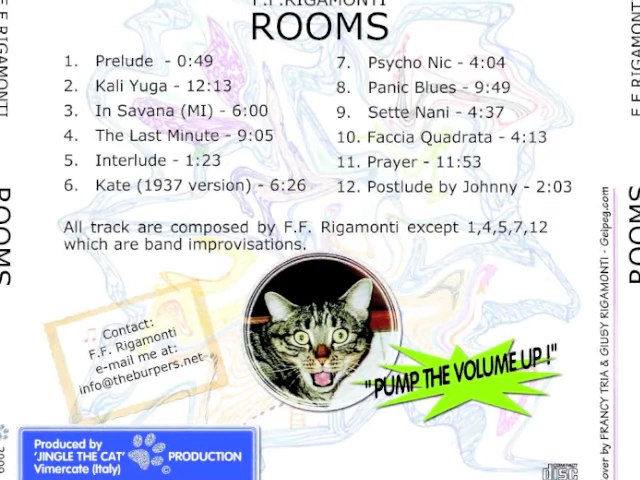 F.F.RIGAMONTI
ROOMS
1. Prelude - 0:49
2. Kali Yuga - 12:13
3. In Savana (MI) - 6:00
4. The Last Minute - 9:05
5. Interlude - 1:23
6. Kate (1937 version) - 6:26
7. Psycho Nic - 4:04
8. Panic Blues - 9:49
9. Sette Nani - 4:37
10. Faccia Quadrata - 4:13
11. Prayer - 11:53
12. Postlude by Johnny - 2:03
All track are composed by F.F. Rigamonti except 1,4,5,7,12
which are band improvisations.
Contact:
F.F. Rigamonti
e-mail me at:
info@theburpers.net
"PUMP THE VOLUME UP !"
Produced by
'JINGLE THE CAT' PRODUCTION
Vimercate (Italy) ©
F.F.RIGAMONTI
ROOMS
2009
F.F.RIGAMONTI
ROOMS
over by FRANCY TRIA & GIUSY RIGAMONTI - Geipeg.com
COMPACT
disc